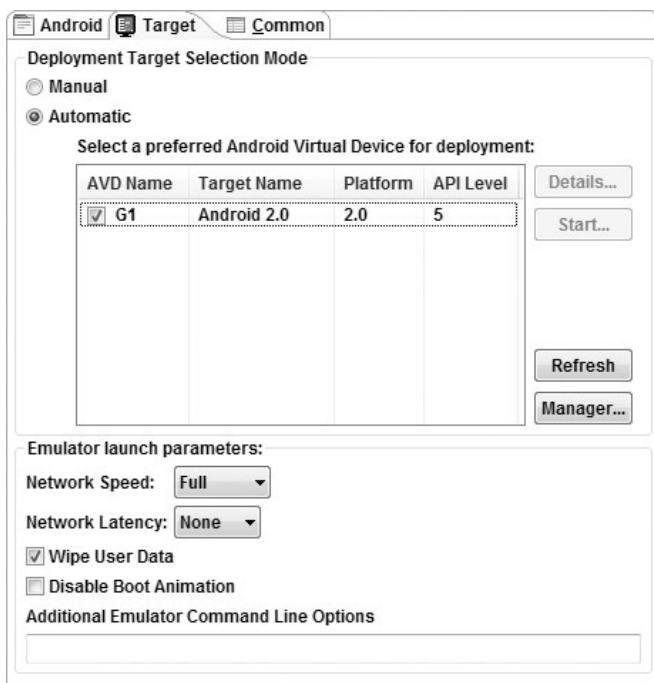 Android Target Common
Deployment Target Selection Mode
Manual
Automatic
Select a preferred Android Virtual Device for deployment:
AVD Name Target Name Platform API Level Details...
G1 Android 2.0 2.0 5
Start...
Refresh
Manager...
Emulator launch parameters:
Network Speed: Full
Network Latency: None
Wipe User Data
Disable Boot Animation
Additional Emulator Command Line Options